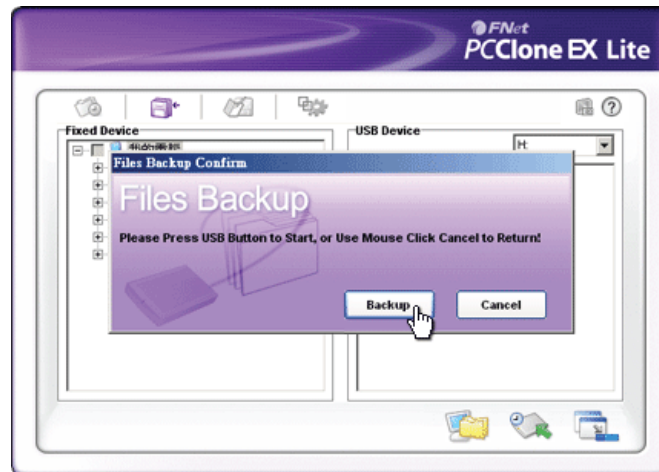 FNet
PCClone EX Lite
Fixed Device
USB Device
H:
Files Backup Confirm
Files Backup
Please Press USB Button to Start, or Use Mouse Click Cancel to Return!
Backup
Cancel